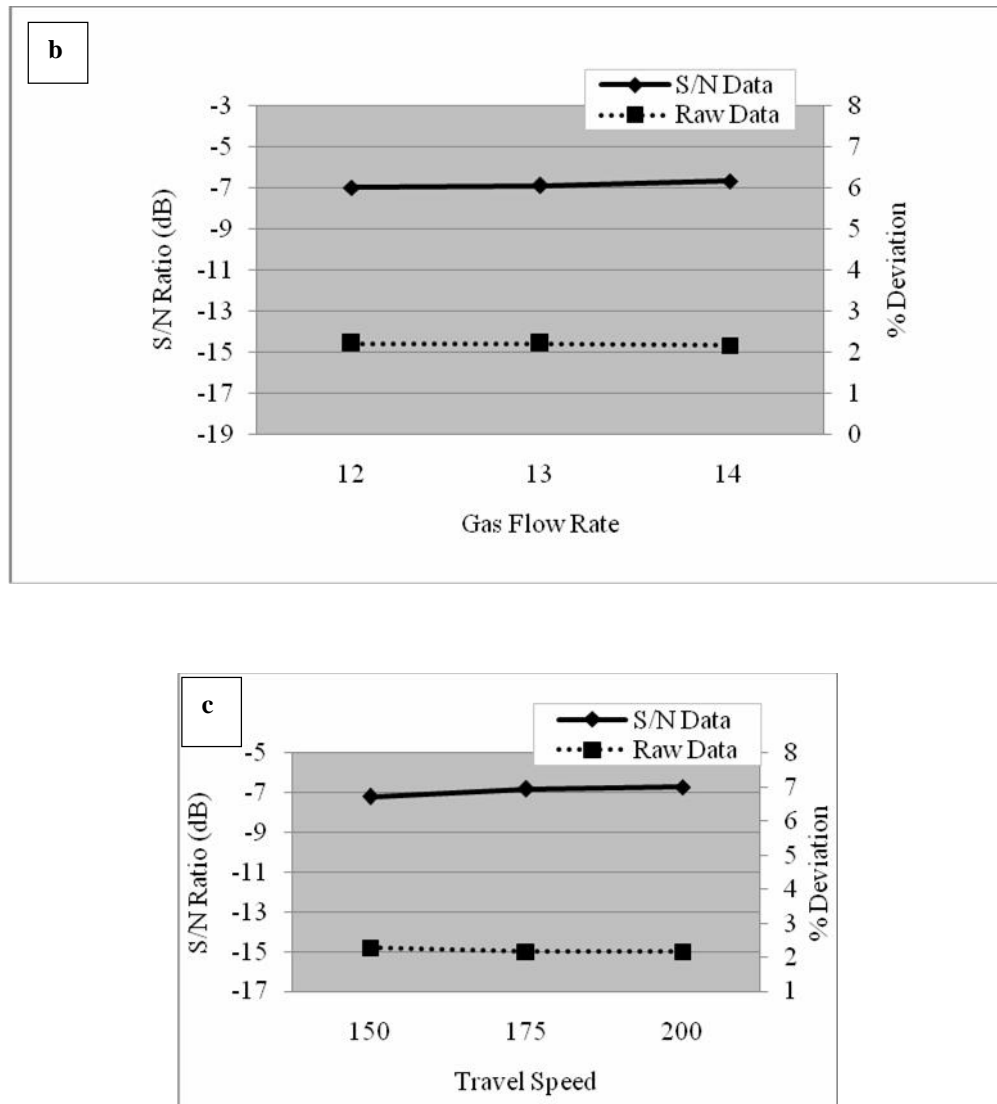 b
S/N Data
Raw Data
-3
-5
-7
-9
-11
-13
-15
-17
-19
S/N Ratio (dB)
8
7
6
5
4
3
2
1
0
% Deviation
12 13 14
Gas Flow Rate
c
S/N Data
Raw Data
-5
-7
-9
-11
-13
-15
-17
S/N Ratio (dB)
8
7
6
5
4
3
2
1
% Deviation
150 175 200
Travel Speed